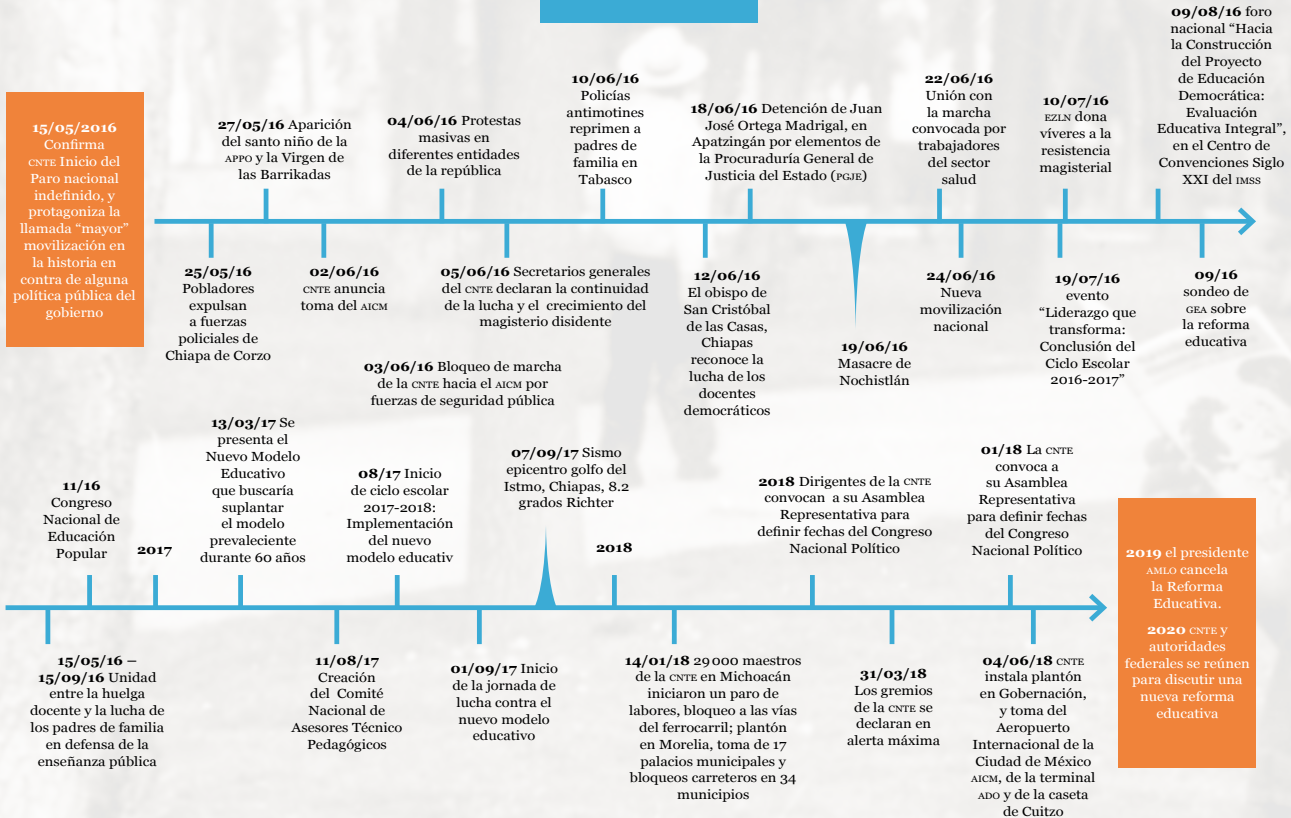 15/05/2016
Confirma
CNTE Inicio del
Paro nacional
indefinido, y
protagoniza la
llamada “mayor”
movilización en
la historia en
contra de alguna
política pública del
gobierno
25/05/16
Pobladores
expulsan
a fuerzas
policiales de
Chiapa de Corzo
27/05/16 Aparición
del santo niño de la
APPO y la Virgen de
las Barrikadas
02/06/16
CNTE anuncia
toma del AICM
03/06/16 Bloqueo de marcha
de la CNTE hacia el AICM por
fuerzas de seguridad pública
04/06/16 Protestas
masivas en
diferentes entidades
de la república
05/06/16 Secretarios generales
del CNTE declaran la continuidad
de la lucha y el crecimiento del
magisterio disidente
10/06/16
Policías
antimotines
reprimen a
padres de
familia en
Tabasco
12/06/16
El obispo de
San Cristóbal
de las Casas,
Chiapas
reconoce la
lucha de los
docentes
democráticos
18/06/16 Detención de Juan
José Ortega Madrigal, en
Apatzingán por elementos de
la Procuraduría General de
Justicia del Estado (PGJE)
19/06/16
Masacre de
Nochistlán
22/06/16
Unión con
la marcha
convocada por
trabajadores
del sector
salud
24/06/16
Nueva
movilización
nacional
10/07/16
EZLN dona
víveres a la
resistencia
magisterial
19/07/16
evento
“Liderazgo que
transforma:
Conclusión del
Ciclo Escolar
2016-2017”
09/08/16 foro
nacional “Hacia
la Construcción
del Proyecto
de Educación
Democrática:
Evaluación
Educativa Integral”,
en el Centro de
Convenciones Siglo
XXI del IMSS
09/16
sondeo de
GEA sobre
la reforma
educativa
15/05/16 –
15/09/16 Unidad
entre la huelga
docente y la lucha de
los padres de familia
en defensa de la
enseñanza pública
11/16
Congreso
Nacional de
Educación
Popular
2017
13/03/17 Se
presenta el
Nuevo Modelo
Educativo
que buscaría
suplantar
el modelo
prevaleciente
durante 60 años
11/08/17
Creación
del Comité
Nacional de
Asesores Técnico
Pedagógicos
08/17 Inicio
de ciclo escolar
2017-2018:
Implementación
del nuevo
modelo educativ
01/09/17 Inicio
de la jornada de
lucha contra el
nuevo modelo
educativo
07/09/17 Sismo
epicentro golfo del
Istmo, Chiapas, 8.2
grados Richter
2018
14/01/18 29 000 maestros
de la CNTE en Michoacán
iniciaron un paro de
labores, bloqueo a las vías
del ferrocarril; plantón
en Morelia, toma de 17
palacios municipales y
bloqueos carreteros en 34
municipios
2018 Dirigentes de la CNTE
convocan a su Asamblea
Representativa para
definir fechas del Congreso
Nacional Político
31/03/18
Los gremios
de la CNTE se
declaran en
alerta máxima
01/18 La CNTE
convoca a
su Asamblea
Representativa
para definir fechas
del Congreso
Nacional Político
04/06/18 CNTE
instala plantón
en Gobernación,
y toma del
Aeropuerto
Internacional de la
Ciudad de México
AICM, de la terminal
ADO y de la caseta
de Cuitzo
2019 el presidente
AMLO cancela
la Reforma
Educativa.
2020 CNTE y
autoridades
federales se reúnen
para discutir una
nueva reforma
educativa